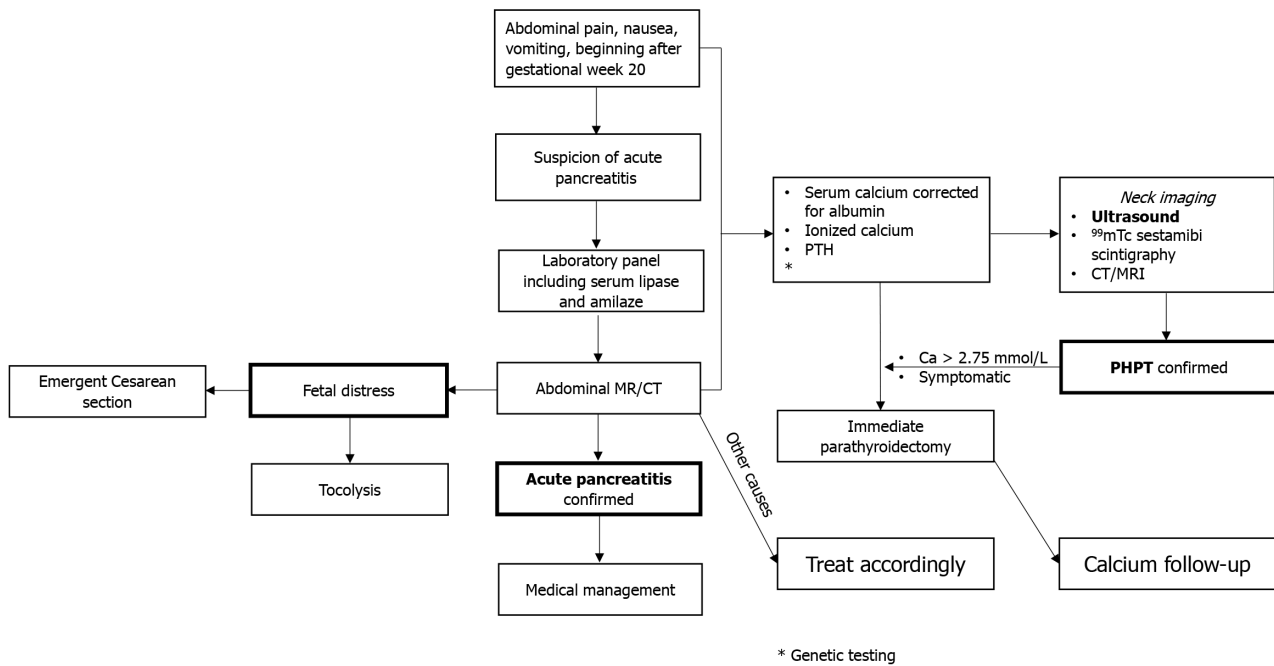 Abdominal pain, nausea,
vomiting, beginning after
gestational week 20
Suspicion of acute
pancreatitis
Laboratory panel
including serum lipase
and amilaze
Abdominal MR/CT
Fetal distress
Emergent Cesarean
section
Tocolysis
Acute pancreatitis
confirmed
Medical management
Other causes
Treat accordingly
• Serum calcium corrected
for albumin
• Ionized calcium
• PTH
*
Neck imaging
• Ultrasound
• ⁹⁹mTc sestamibi
scintigraphy
• CT/MRI
PHPT confirmed
• Ca > 2.75 mmol/L
• Symptomatic
Immediate
parathyroidectomy
Calcium follow-up
* Genetic testing